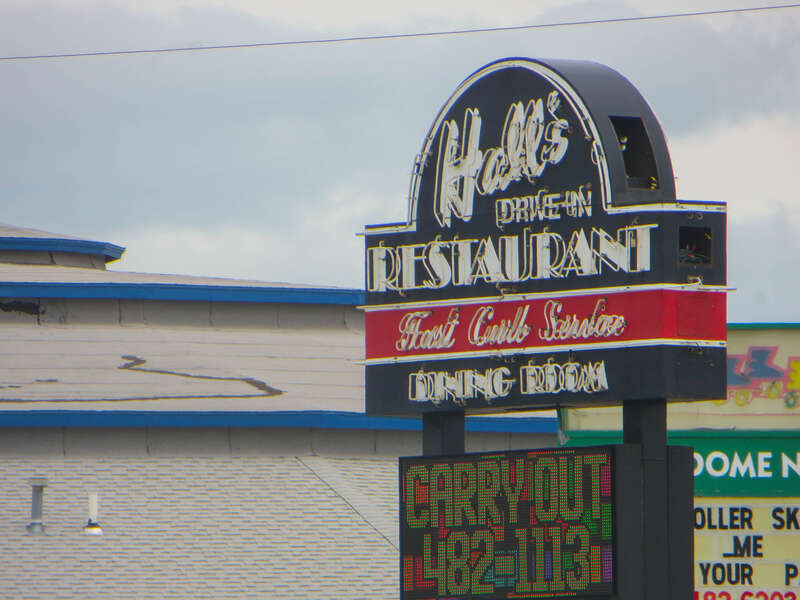 Hall's
DRIVE-IN
RESTAURANT
Fast Curb Service
DINING ROOM
CARRY OUT
482-1113
DOME N
OLLER SK
ME
YOUR P